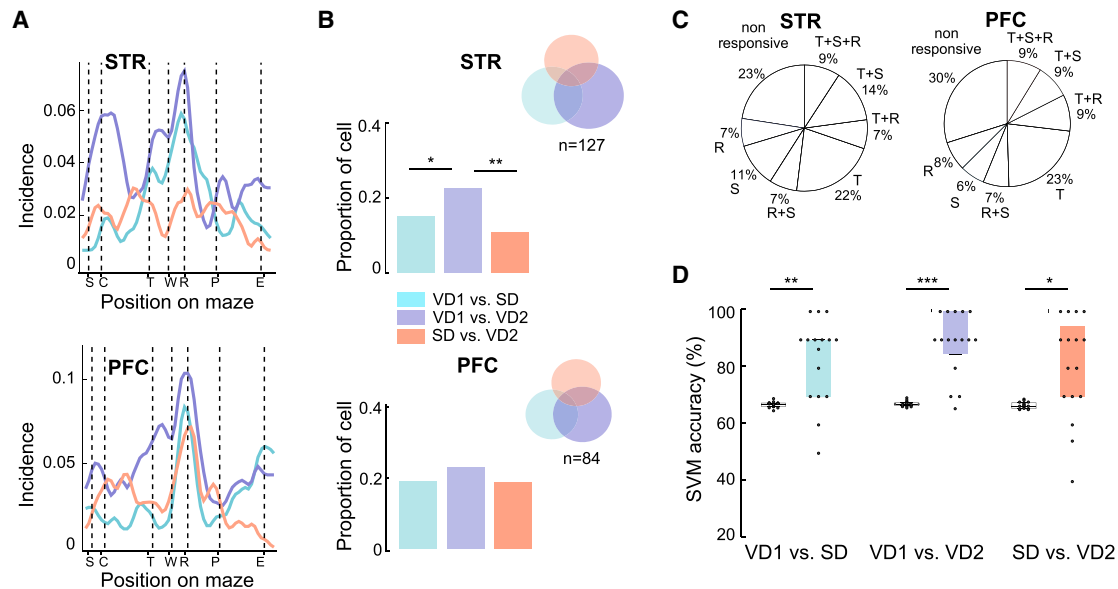 A
STR
Incidence
0.06
0.04
0.02
0
S C T W R P E
Position on maze
PFC
Incidence
0.1
0.05
0
S C T W R P E
Position on maze
B
STR
n=127
Proportion of cell
0.4
0.2
0
* **
VD1 vs. SD
VD1 vs. VD2
SD vs. VD2
PFC
n=84
Proportion of cell
0.4
0.2
0
C
STR
non
responsive
23%
T+S+R
9%
T+S
14%
T+R
7%
T
22%
7%
R+S
11%
S
7%
R
PFC
non
responsive
30%
T+S+R
9%
T+S
9%
T+R
9%
23%
T
7%
R+S
6%
S
R 8%
D
SVM accuracy (%)
100
80
60
40
20
** *** *
VD1 vs. SD VD1 vs. VD2 SD vs. VD2